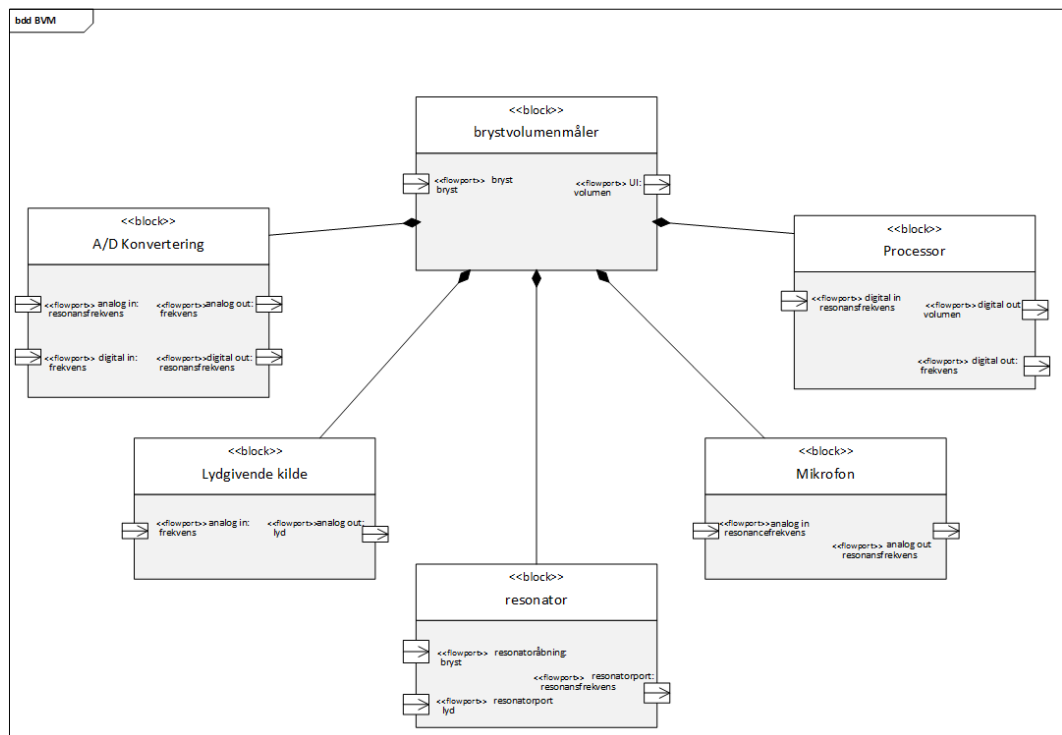 bdd BVM
<<block>>
brystvolumenmåler
<<flowport>> bryst
bryst
<<flowport>> UI:
volumen
<<block>>
A/D Konvertering
<<flowport>> analog in:
resonansfrekvens
<<flowport>>analog out:
frekvens
<<flowport>> digital in:
frekvens
<<flowport>>digital out:
resonansfrekvens
<<block>>
Processor
<<flowport>> digital in
resonansfrekvens
<<flowport>> digital out
volumen
<<flowport>> digital out:
frekvens
<<block>>
Lydgivende kilde
<<flowport>> analog in:
frekvens
<<flowport>>analog out:
lyd
<<block>>
Mikrofon
<<flowport>> analog in
resonancefrekvens
<<flowport>> analog out
resonansfrekvens
<<block>>
resonator
<<flowport>> resonatoråbning:
bryst
<<flowport>> resonatorport:
resonansfrekvens
<<flowport>> resonatorport
lyd